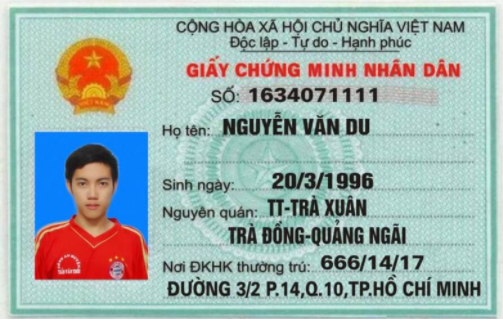 CỘNG HÒA XÃ HỘI CHỦ NGHĨA VIỆT NAM
Độc lập - Tự do - Hạnh phúc
GIẤY CHỨNG MINH NHÂN DÂN
SỐ: 1634071111
Họ tên: NGUYỄN VĂN DU
Sinh ngày: 20/3/1996
Nguyên quán: TT-TRÀ XUÂN
TRÀ ĐỒNG-QUẢNG NGÃI
Nơi ĐKHK thường trú: 666/14/17
ĐƯỜNG 3/2 P.14,Q.10,TP.HỒ CHÍ MINH
VIỆT NAM